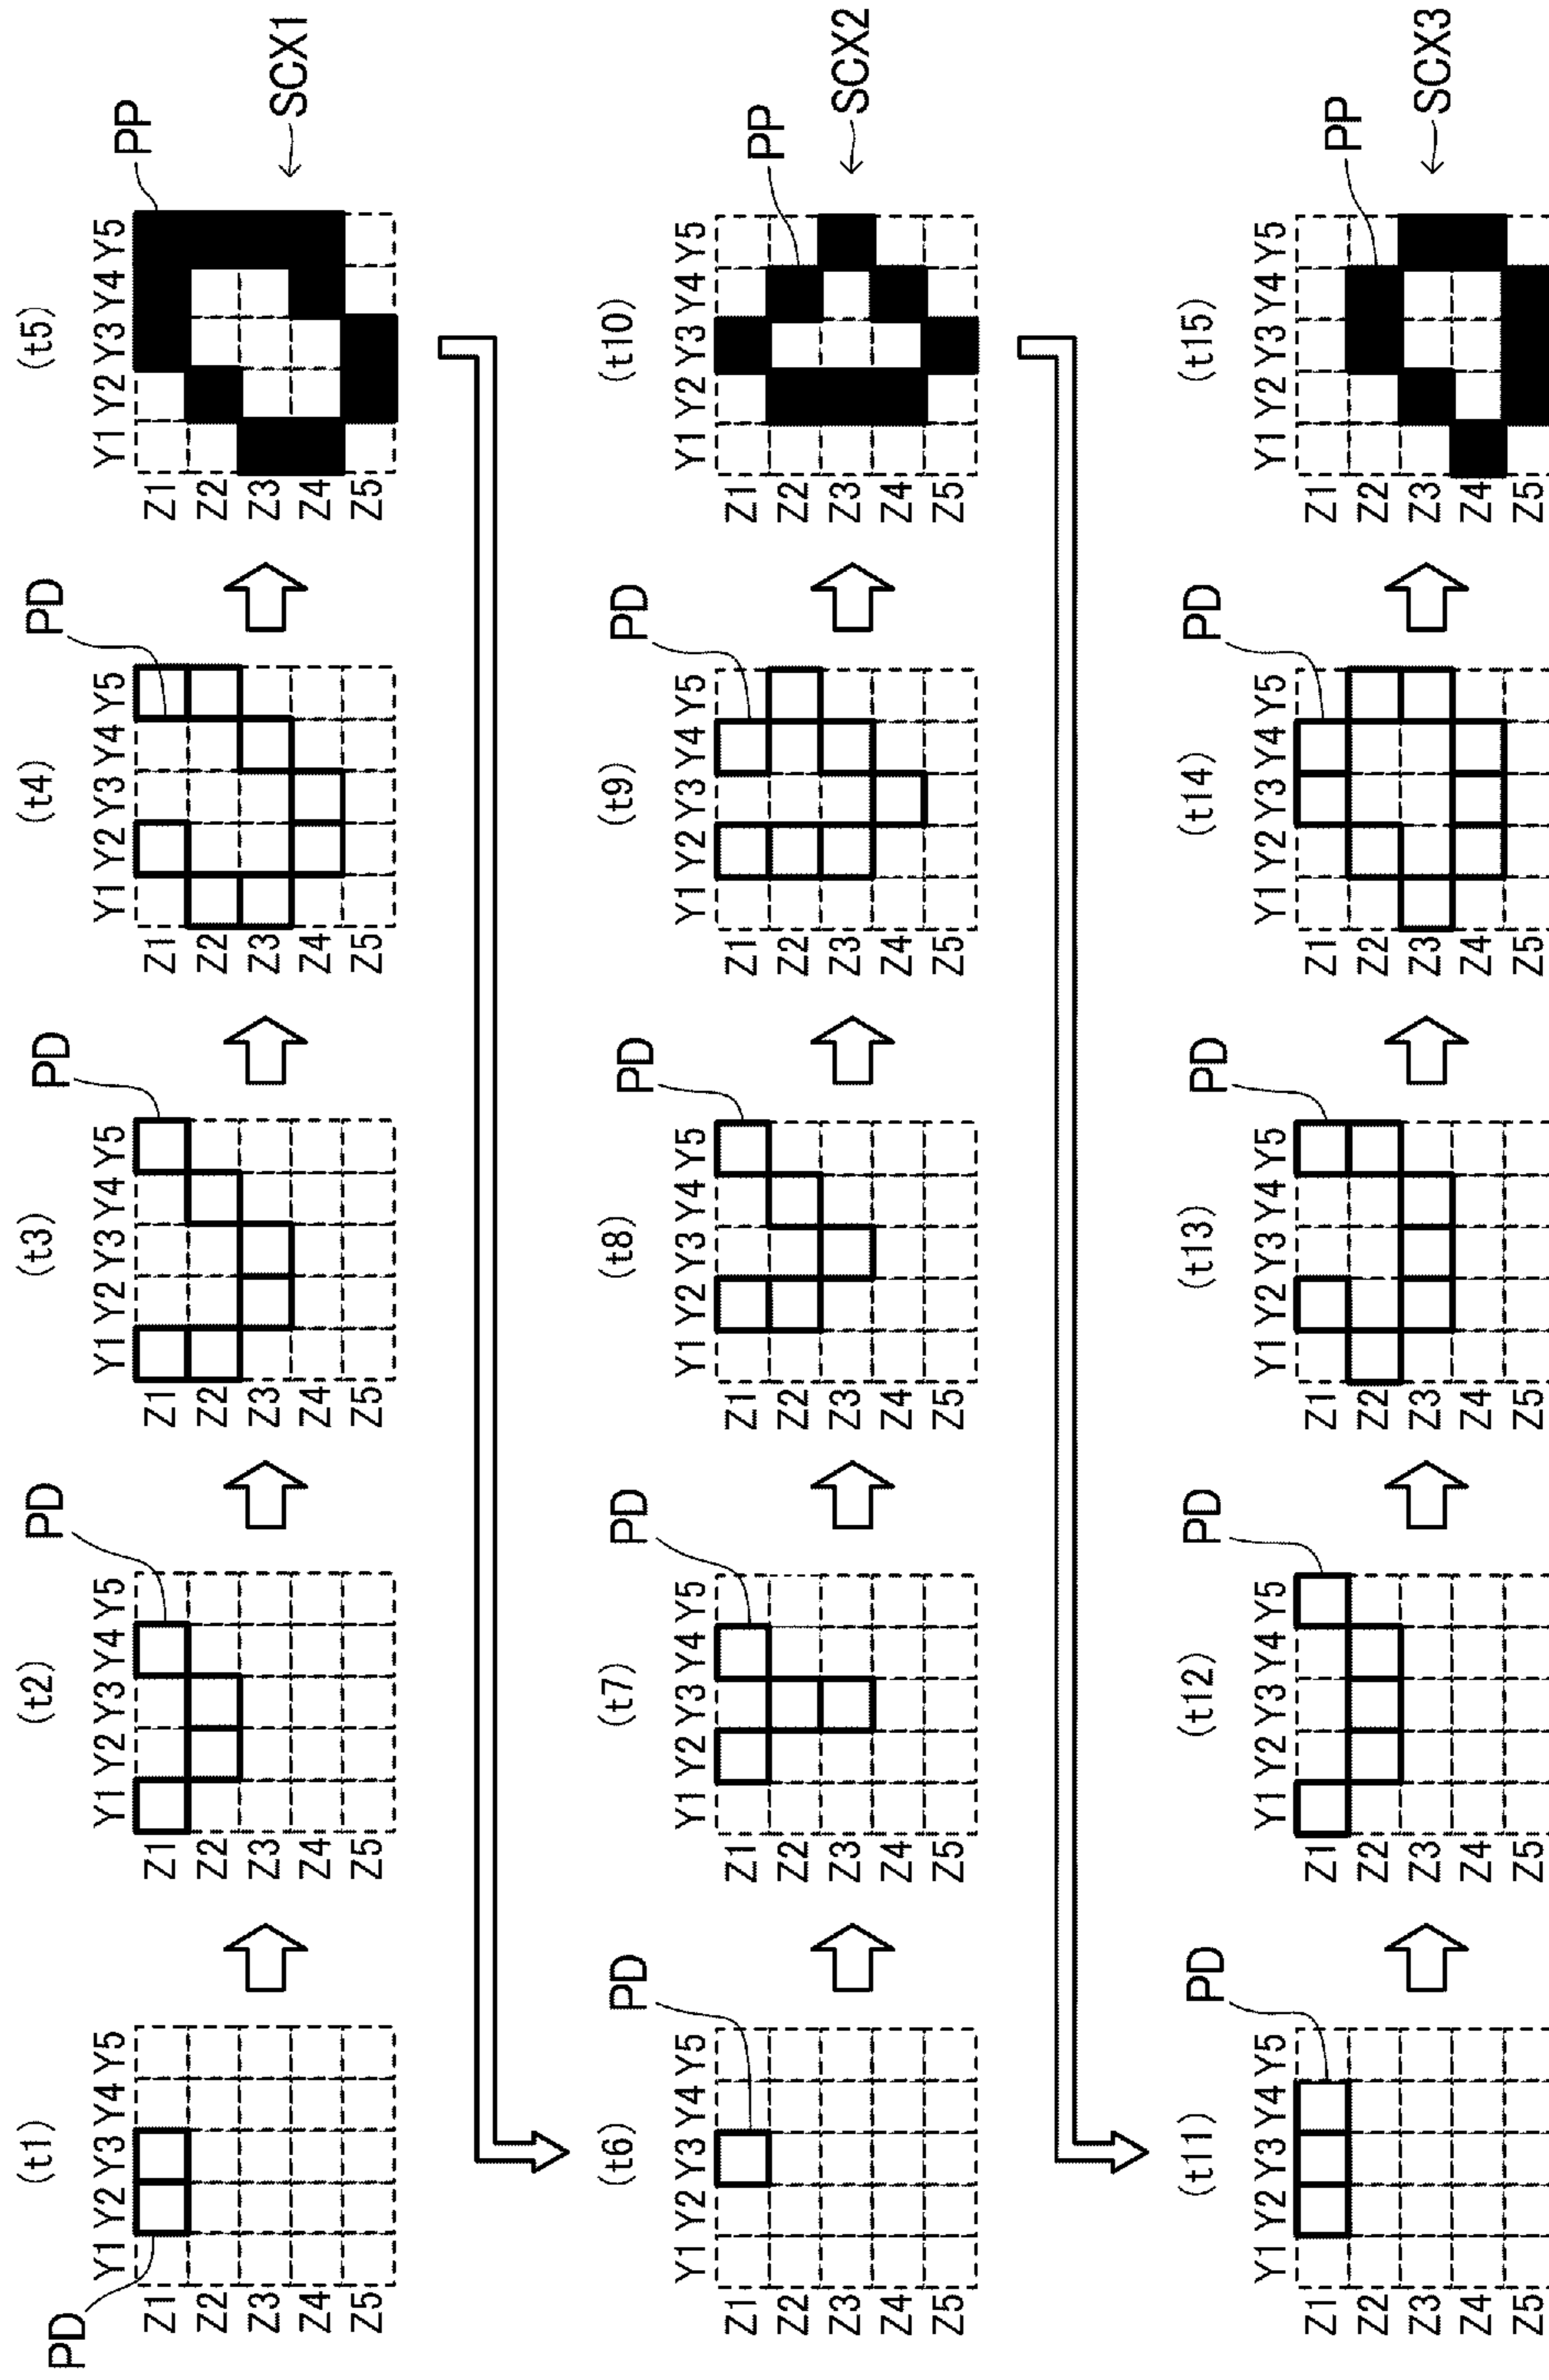 (t1)
PD
Y1 Y2 Y3 Y4 Y5
Z1
Z2
Z3
Z4
Z5
(t2)
PD
Y1 Y2 Y3 Y4 Y5
Z1
Z2
Z3
Z4
Z5
(t3)
PD
Y1 Y2 Y3 Y4 Y5
Z1
Z2
Z3
Z4
Z5
(t4)
PD
Y1 Y2 Y3 Y4 Y5
Z1
Z2
Z3
Z4
Z5
(t5)
Y1 Y2 Y3 Y4 Y5
PP
Z1
Z2
Z3
Z4
Z5
SCX1
(t6)
PD
Y1 Y2 Y3 Y4 Y5
Z1
Z2
Z3
Z4
Z5
(t7)
PD
Y1 Y2 Y3 Y4 Y5
Z1
Z2
Z3
Z4
Z5
(t8)
PD
Y1 Y2 Y3 Y4 Y5
Z1
Z2
Z3
Z4
Z5
(t9)
PD
Y1 Y2 Y3 Y4 Y5
Z1
Z2
Z3
Z4
Z5
(t10)
Y1 Y2 Y3 Y4 Y5
PP
Z1
Z2
Z3
Z4
Z5
SCX2
(t11)
PD
Y1 Y2 Y3 Y4 Y5
Z1
Z2
Z3
Z4
Z5
(t12)
PD
Y1 Y2 Y3 Y4 Y5
Z1
Z2
Z3
Z4
Z5
(t13)
PD
Y1 Y2 Y3 Y4 Y5
Z1
Z2
Z3
Z4
Z5
(t14)
PD
Y1 Y2 Y3 Y4 Y5
Z1
Z2
Z3
Z4
Z5
(t15)
Y1 Y2 Y3 Y4 Y5
PP
Z1
Z2
Z3
Z4
Z5
SCX3